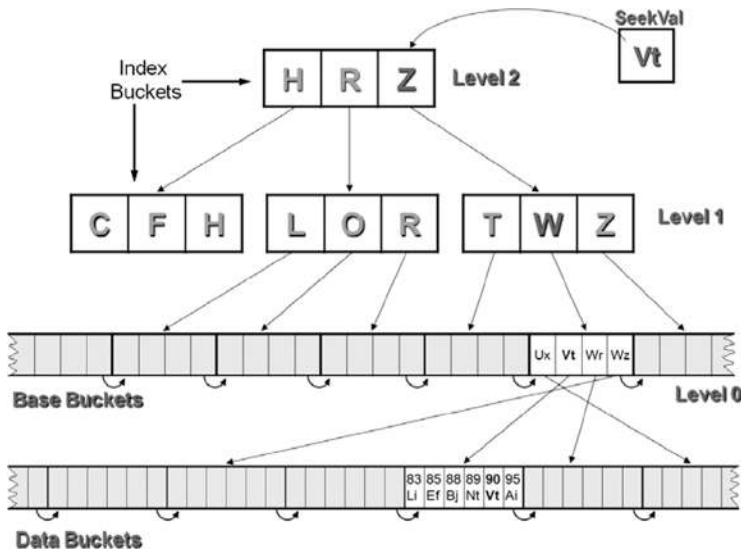 SeekVal
Vt
Index
Buckets
H R Z
Level 2
C F H
L O R
T W Z
Level 1
Ux Vt Wr Wz
Base Buckets
Level 0
83 85 88 89 90 95
Li Ef Bj Nt Vt Ai
Data Buckets